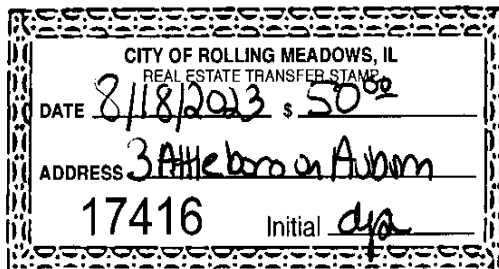 CITY OF ROLLING MEADOWS, IL
REAL ESTATE TRANSFER STAMP
DATE 8/18/2023 $ 50 00
ADDRESS 3 Attleboro on Auburn
17416 Initial dja